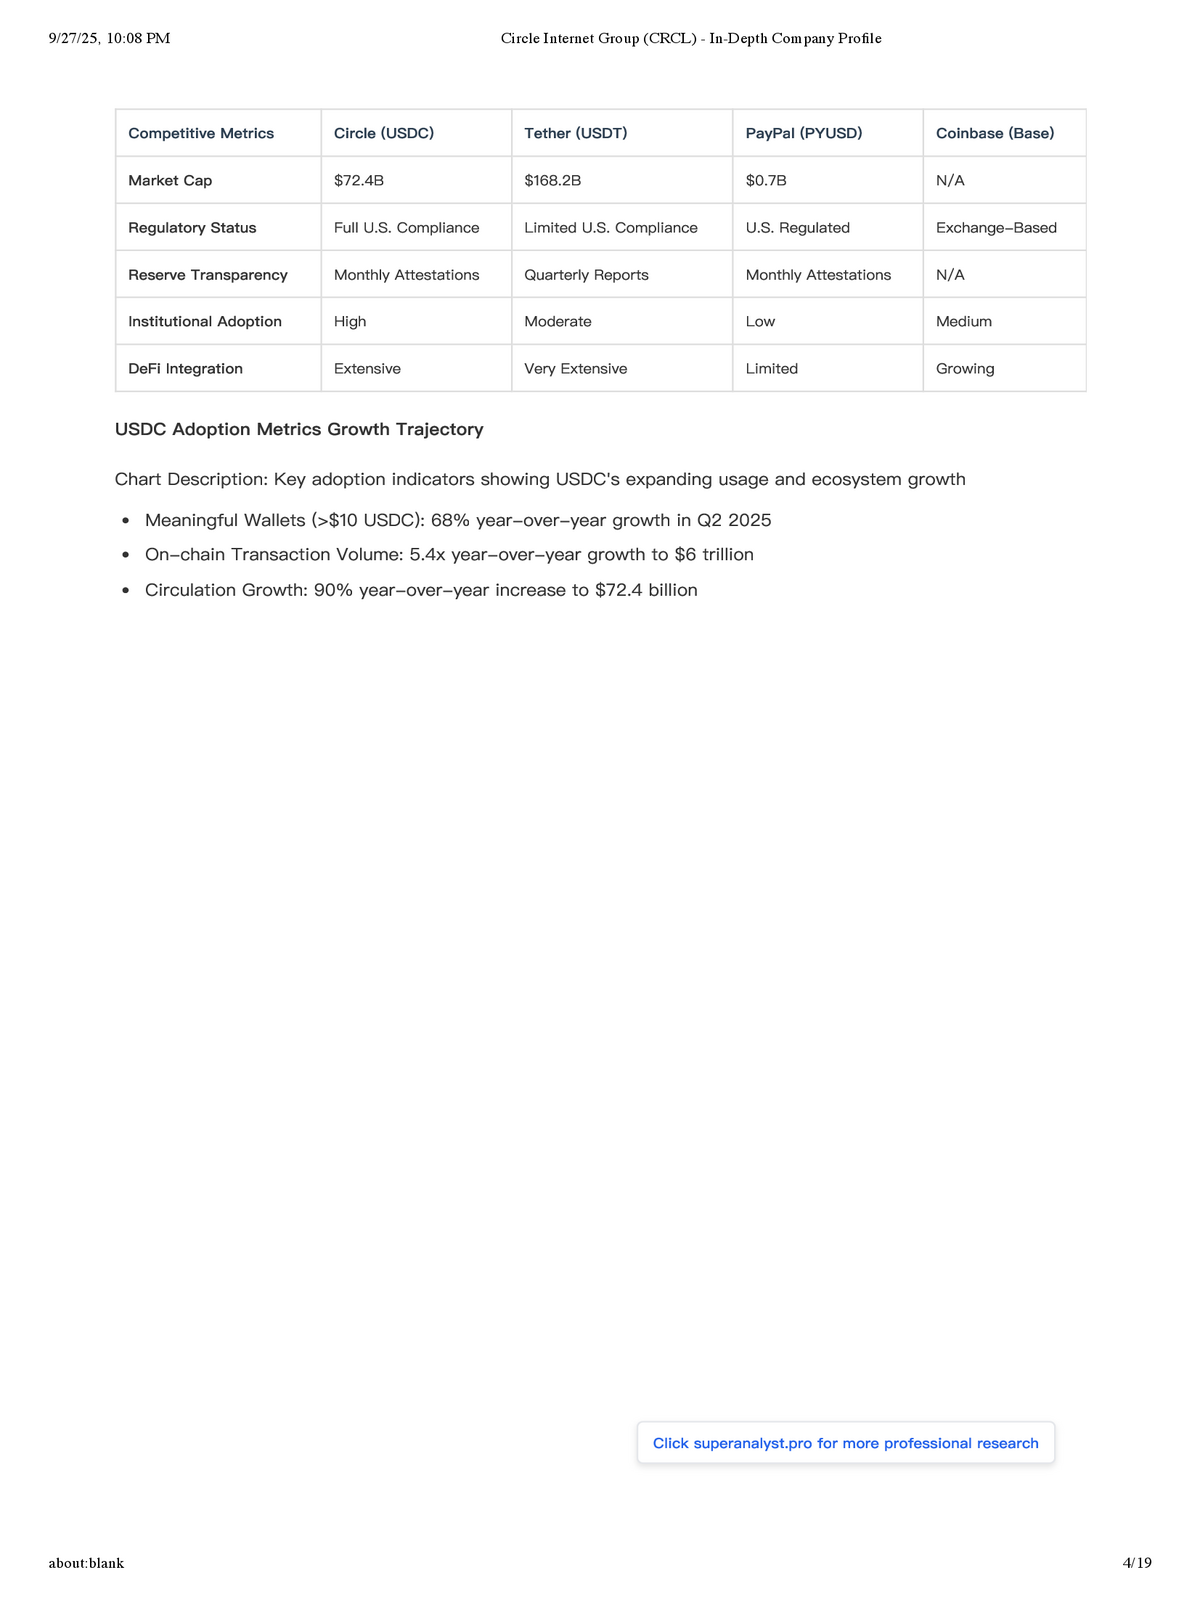 9/27/25, 10:08 PM Circle Internet Group (CRCL) - In-Depth Company Profile
Competitive Metrics Circle (USDC) Tether (USDT) PayPal (PYUSD) Coinbase (Base)
Market Cap $72.4B $168.2B $0.7B N/A
Regulatory Status Full U.S. Compliance Limited U.S. Compliance U.S. Regulated Exchange-Based
Reserve Transparency Monthly Attestations Quarterly Reports Monthly Attestations N/A
Institutional Adoption High Moderate Low Medium
DeFi Integration Extensive Very Extensive Limited Growing
USDC Adoption Metrics Growth Trajectory
Chart Description: Key adoption indicators showing USDC's expanding usage and ecosystem growth
• Meaningful Wallets (>$10 USDC): 68% year-over-year growth in Q2 2025
• On-chain Transaction Volume: 5.4x year-over-year growth to $6 trillion
• Circulation Growth: 90% year-over-year increase to $72.4 billion
Click superanalyst.pro for more professional research
about:blank 4/19